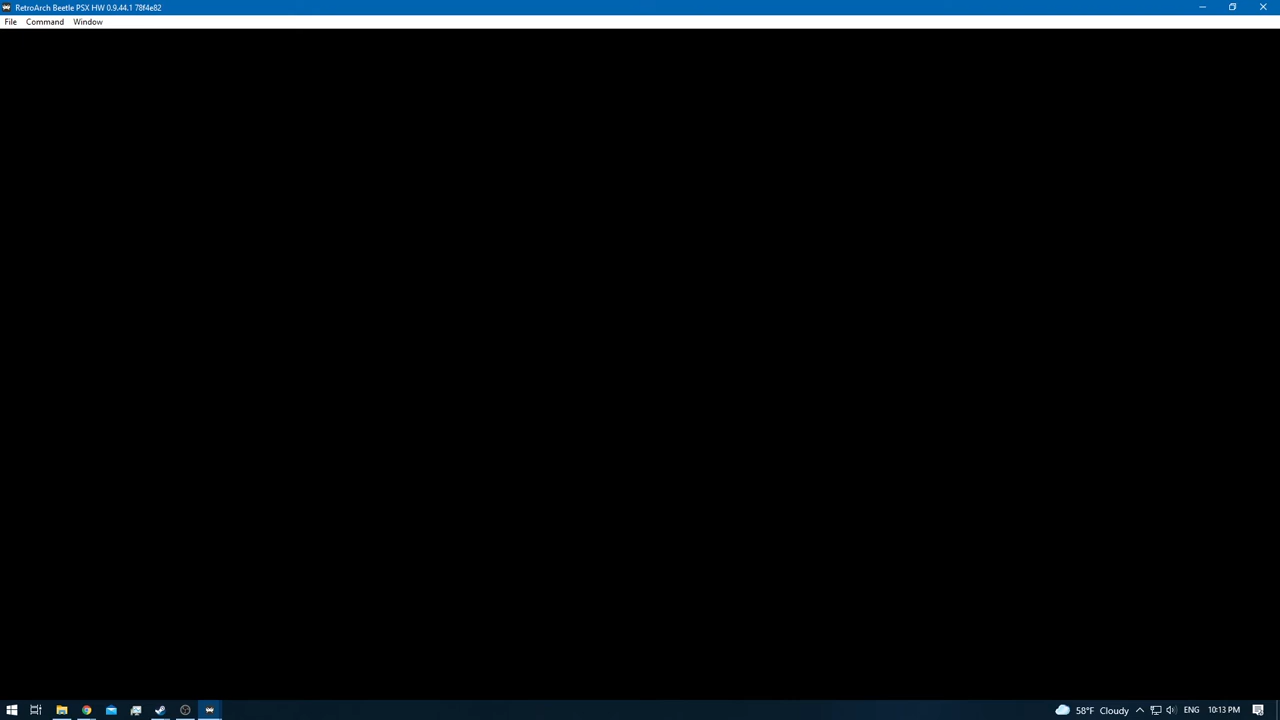 RetroArch Beetle PSX HW 0.9.44.1 78f4e82
File Command Window
58°F Cloudy ENG 10:13 PM